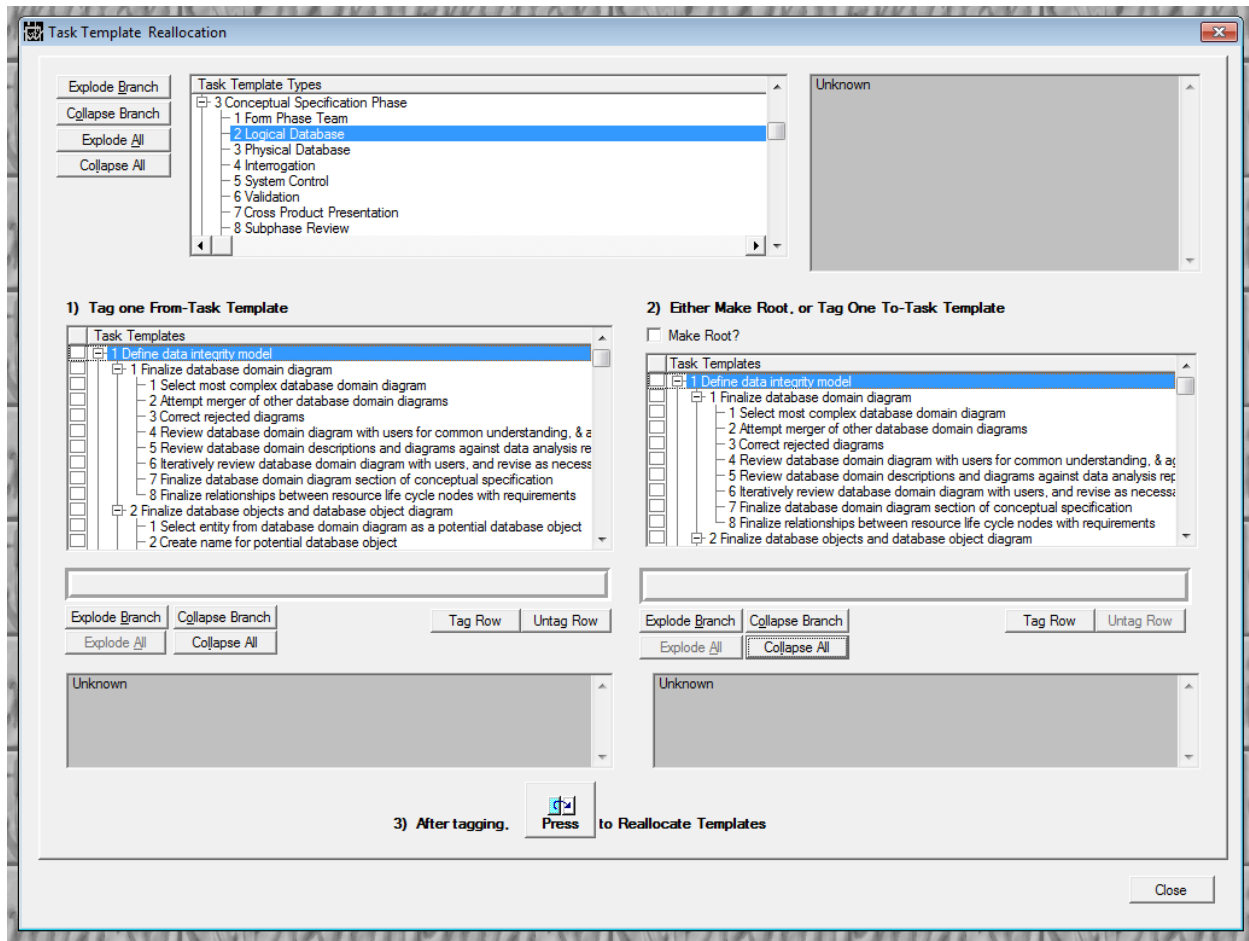 Task Template Reallocation
Explode Branch
Collapse Branch
Explode All
Collapse All
Task Template Types
3 Conceptual Specification Phase
1 Form Phase Team
2 Logical Database
3 Physical Database
4 Interrogation
5 System Control
6 Validation
7 Cross Product Presentation
8 Subphase Review
Unknown
1) Tag one From-Task Template
Task Templates
1 Define data integrity model
1 Finalize database domain diagram
1 Select most complex database domain diagram
2 Attempt merger of other database domain diagrams
3 Correct rejected diagrams
4 Review database domain diagram with users for common understanding, & a
5 Review database domain descriptions and diagrams against data analysis re
6 Iteratively review database domain diagram with users, and revise as necess
7 Finalize database domain diagram section of conceptual specification
8 Finalize relationships between resource life cycle nodes with requirements
2 Finalize database objects and database object diagram
1 Select entity from database domain diagram as a potential database object
2 Create name for potential database object
Explode Branch
Collapse Branch
Tag Row
Untag Row
Explode All
Collapse All
Unknown
2) Either Make Root, or Tag One To-Task Template
Make Root?
Task Templates
1 Define data integrity model
1 Finalize database domain diagram
1 Select most complex database domain diagram
2 Attempt merger of other database domain diagrams
3 Correct rejected diagrams
4 Review database domain diagram with users for common understanding, & ag
5 Review database domain descriptions and diagrams against data analysis rep
6 Iteratively review database domain diagram with users, and revise as necessa
7 Finalize database domain diagram section of conceptual specification
8 Finalize relationships between resource life cycle nodes with requirements
2 Finalize database objects and database object diagram
Explode Branch
Collapse Branch
Tag Row
Untag Row
Explode All
Collapse All
Unknown
3) After tagging, Press to Reallocate Templates
Close